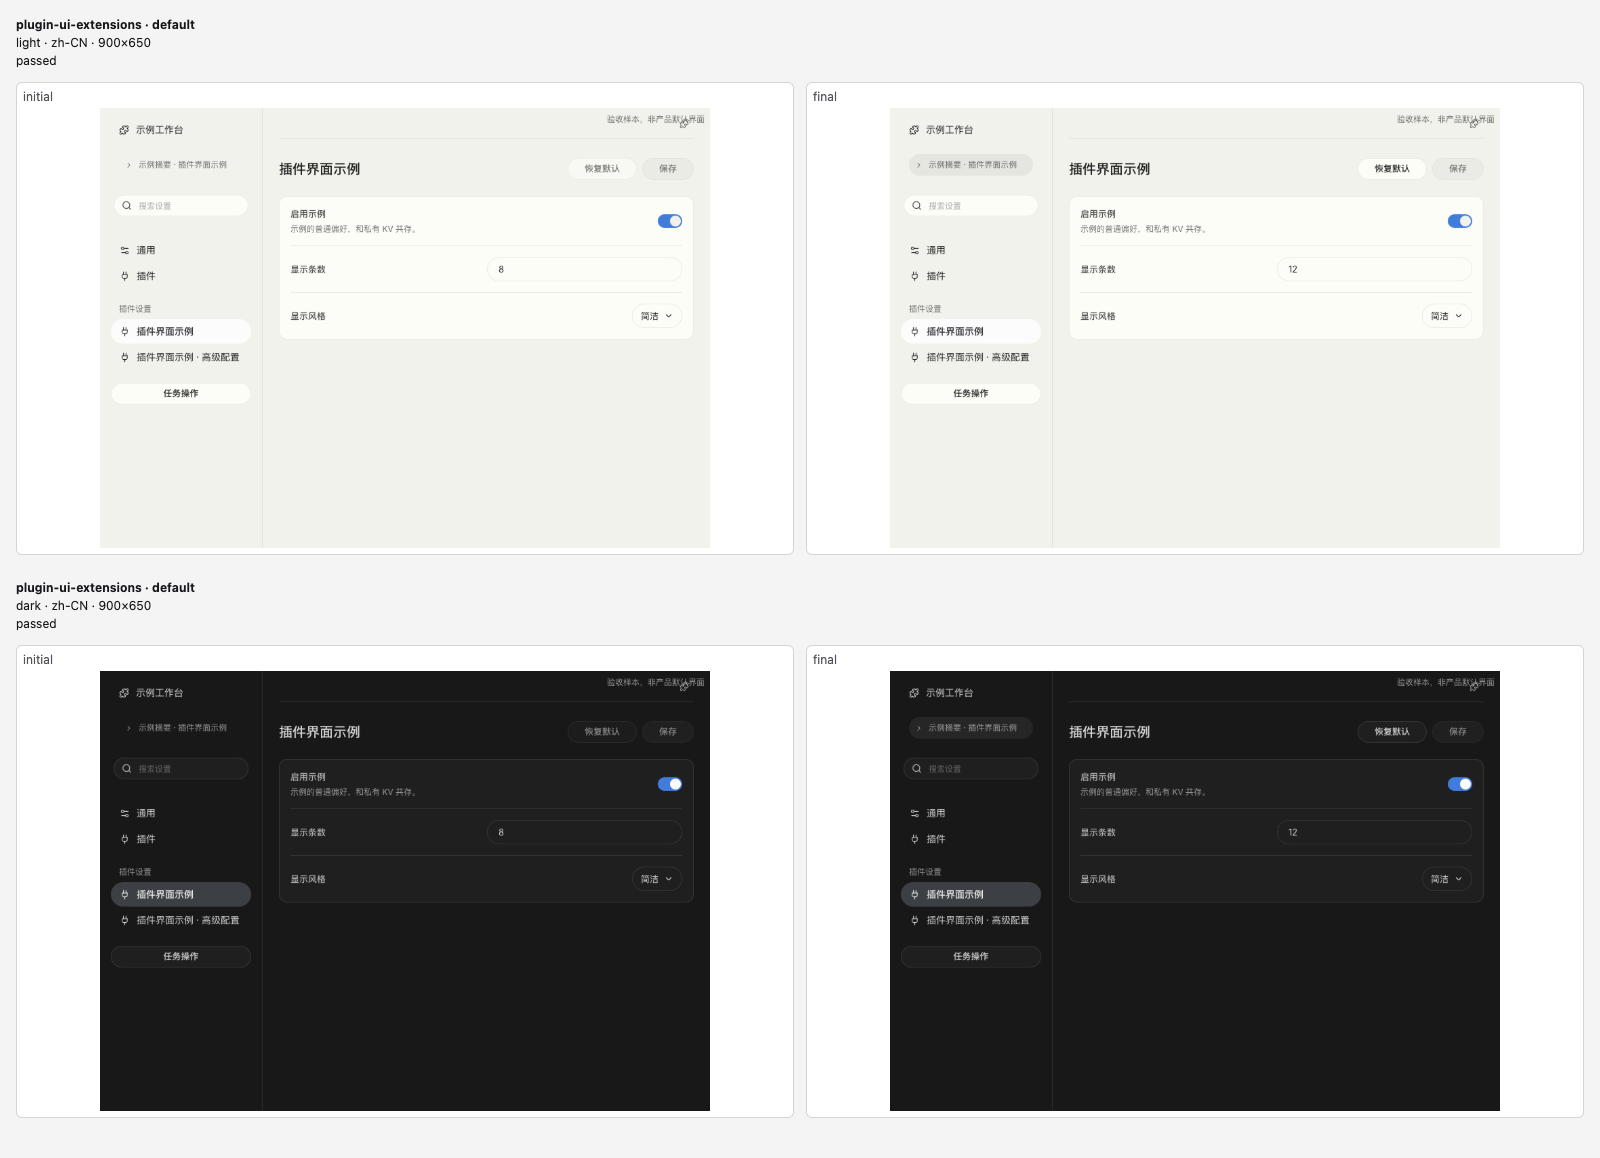 plugin-ui-extensions · default
light · zh-CN · 900×650
passed
initial
验收样本，非产品默认界面
示例工作台
示例摘要 · 插件界面示例
搜索设置
通用
插件
插件设置
插件界面示例
插件界面示例 · 高级配置
任务操作
插件界面示例
恢复默认
保存
启用示例
示例的普通偏好，和私有 KV 共存。
显示条数
8
显示风格
简洁
final
验收样本，非产品默认界面
示例工作台
示例摘要 · 插件界面示例
搜索设置
通用
插件
插件设置
插件界面示例
插件界面示例 · 高级配置
任务操作
插件界面示例
恢复默认
保存
启用示例
示例的普通偏好，和私有 KV 共存。
显示条数
12
显示风格
简洁
plugin-ui-extensions · default
dark · zh-CN · 900×650
passed
initial
验收样本，非产品默认界面
示例工作台
示例摘要 · 插件界面示例
搜索设置
通用
插件
插件设置
插件界面示例
插件界面示例 · 高级配置
任务操作
插件界面示例
恢复默认
保存
启用示例
示例的普通偏好，和私有 KV 共存。
显示条数
8
显示风格
简洁
final
验收样本，非产品默认界面
示例工作台
示例摘要 · 插件界面示例
搜索设置
通用
插件
插件设置
插件界面示例
插件界面示例 · 高级配置
任务操作
插件界面示例
恢复默认
保存
启用示例
示例的普通偏好，和私有 KV 共存。
显示条数
12
显示风格
简洁